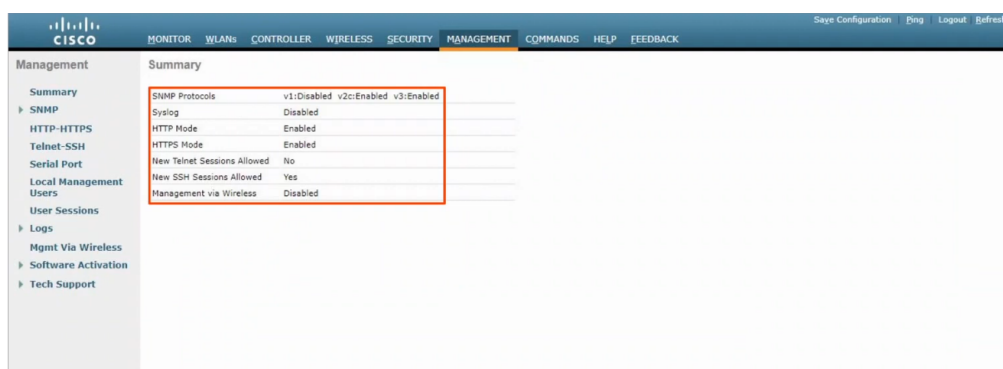 Save Configuration Ping Logout Refresh
CISCO
MONITOR WLANs CONTROLLER WIRELESS SECURITY MANAGEMENT COMMANDS HELP FEEDBACK
Management
Summary
SNMP
HTTP-HTTPS
Telnet-SSH
Serial Port
Local Management
Users
User Sessions
Logs
Mgmt Via Wireless
Software Activation
Tech Support
Summary
SNMP Protocols v1:Disabled v2c:Enabled v3:Enabled
Syslog Disabled
HTTP Mode Enabled
HTTPS Mode Enabled
New Telnet Sessions Allowed No
New SSH Sessions Allowed Yes
Management via Wireless Disabled